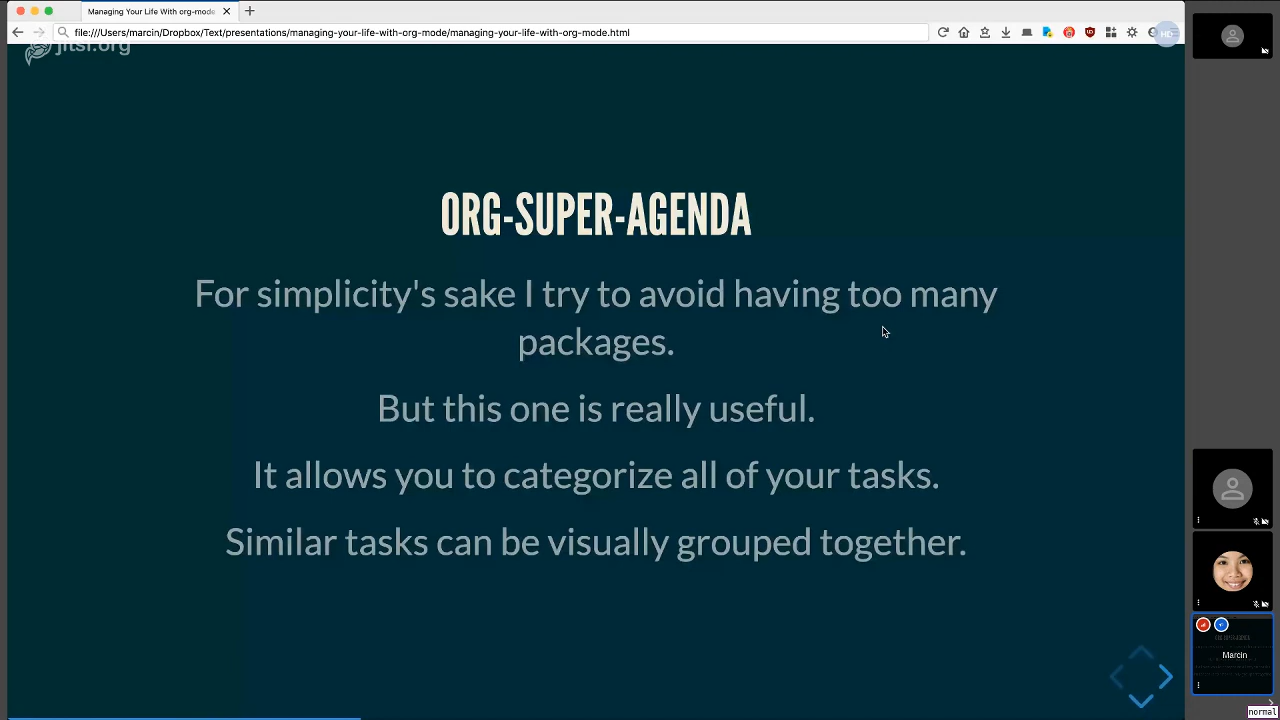 Managing Your Life With org-mode
file:///Users/marcin/Dropbox/Text/presentations/managing-your-life-with-org-mode/managing-your-life-with-org-mode.html
HD
jitsi.org
ORG-SUPER-AGENDA
For simplicity's sake I try to avoid having too many
packages.
But this one is really useful.
It allows you to categorize all of your tasks.
Similar tasks can be visually grouped together.
Marcin
normal